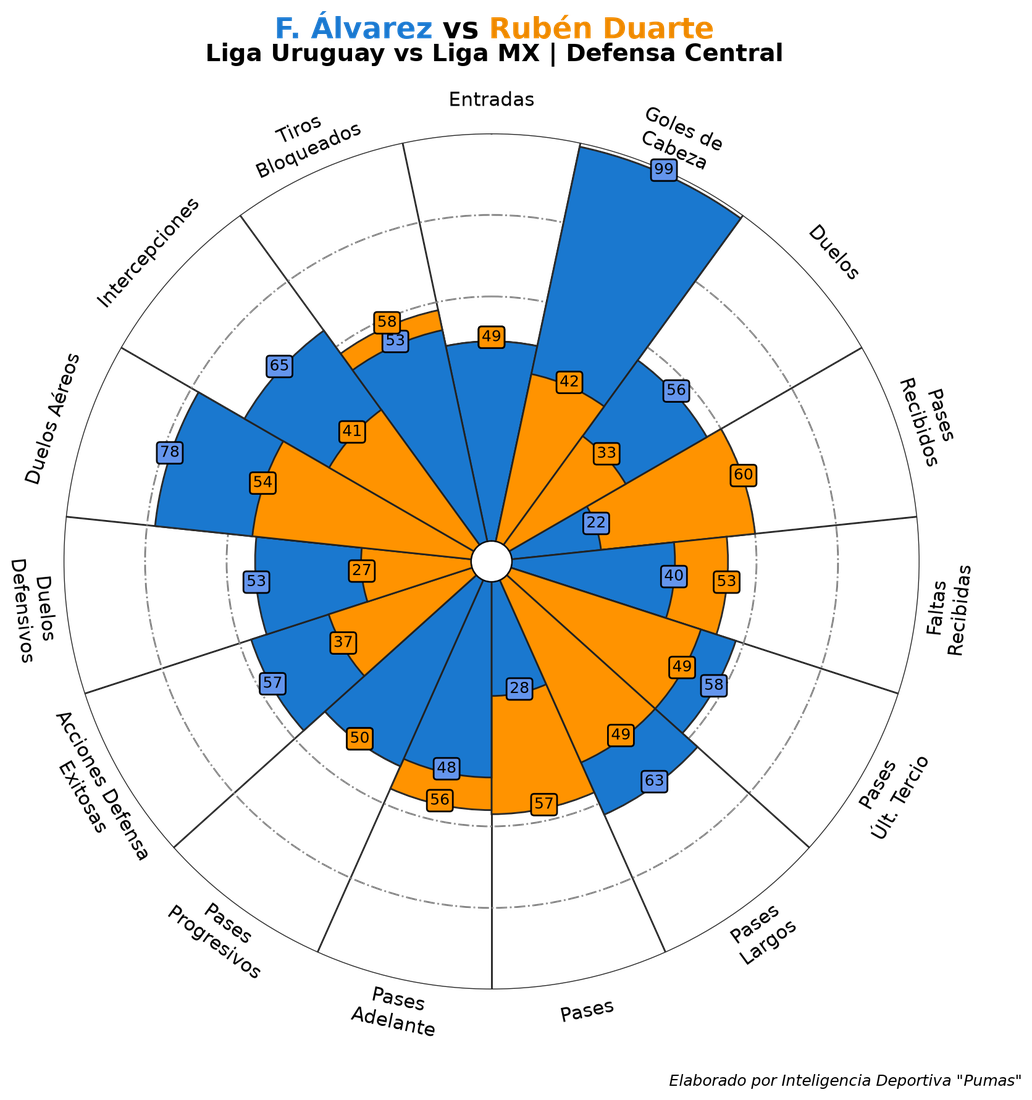 F. Álvarez vs Rubén Duarte
Liga Uruguay vs Liga MX | Defensa Central
Entradas
Goles de
Cabeza
99
42
Duelos
56
33
Pases
Recibidos
60
22
Faltas
Recibidas
40
53
Pases
Últ. Tercio
49
58
Pases
Largos
49
63
Pases
28
57
Pases
Adelante
48
56
Pases
Progresivos
50
Acciones Defensa
Exitosas
57
37
Duelos
Defensivos
53
27
Duelos Aéreos
78
54
Intercepciones
65
41
Tiros
Bloqueados
58
53
49
Elaborado por Inteligencia Deportiva "Pumas"